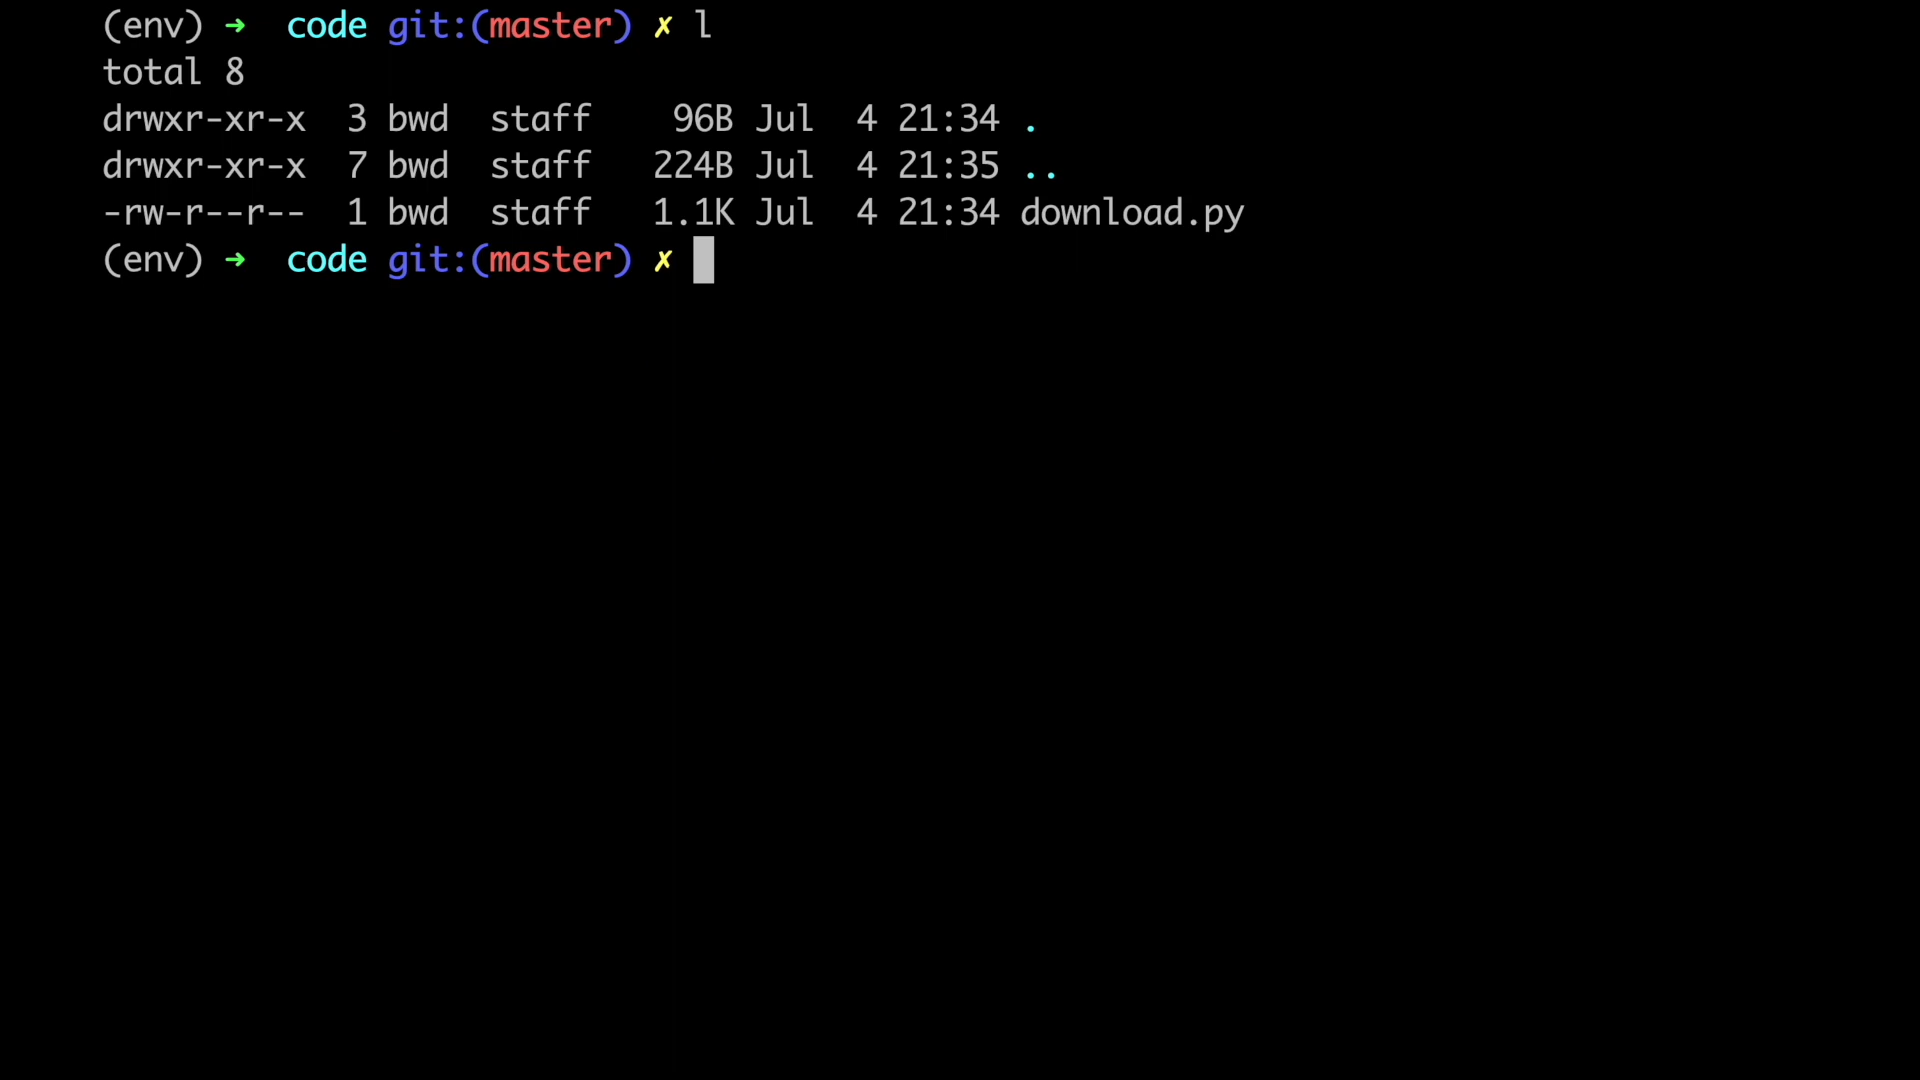 (env) ➜  code git:(master) ✗ l
total 8
drwxr-xr-x  3 bwd  staff    96B Jul  4 21:34 .
drwxr-xr-x  7 bwd  staff   224B Jul  4 21:35 ..
-rw-r--r--  1 bwd  staff   1.1K Jul  4 21:34 download.py
(env) ➜  code git:(master) ✗